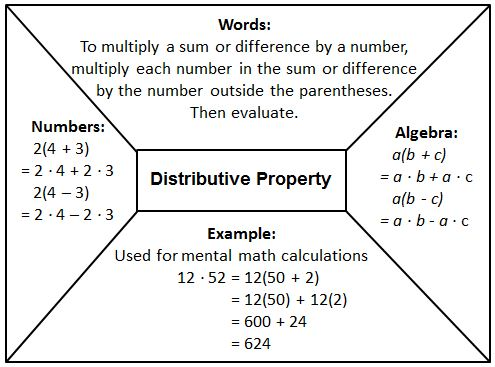 Words:
To multiply a sum or difference by a number,
multiply each number in the sum or difference
by the number outside the parentheses.
Then evaluate.
Numbers:
2(4 + 3)
= 2 · 4 + 2 · 3
2(4 – 3)
= 2 · 4 – 2 · 3
Distributive Property
Algebra:
a(b + c)
= a · b + a · c
a(b - c)
= a · b - a · c
Example:
Used for mental math calculations
12 · 52 = 12(50 + 2)
= 12(50) + 12(2)
= 600 + 24
= 624